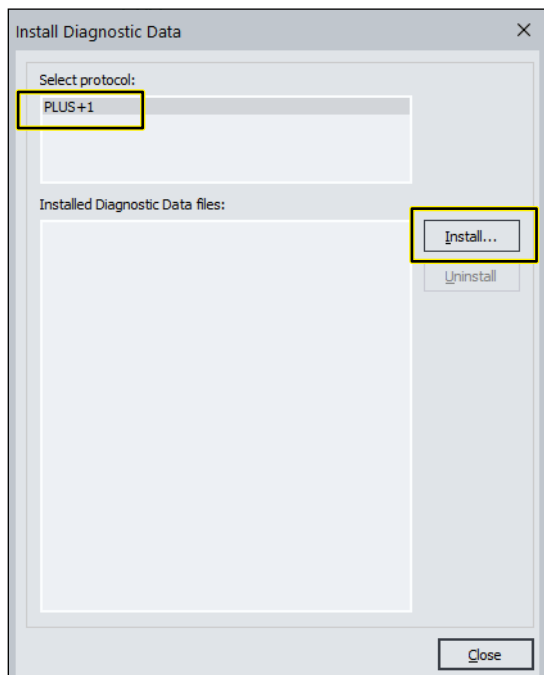 Install Diagnostic Data
Select protocol:
PLUS+1
Installed Diagnostic Data files:
Install...
Uninstall
Close